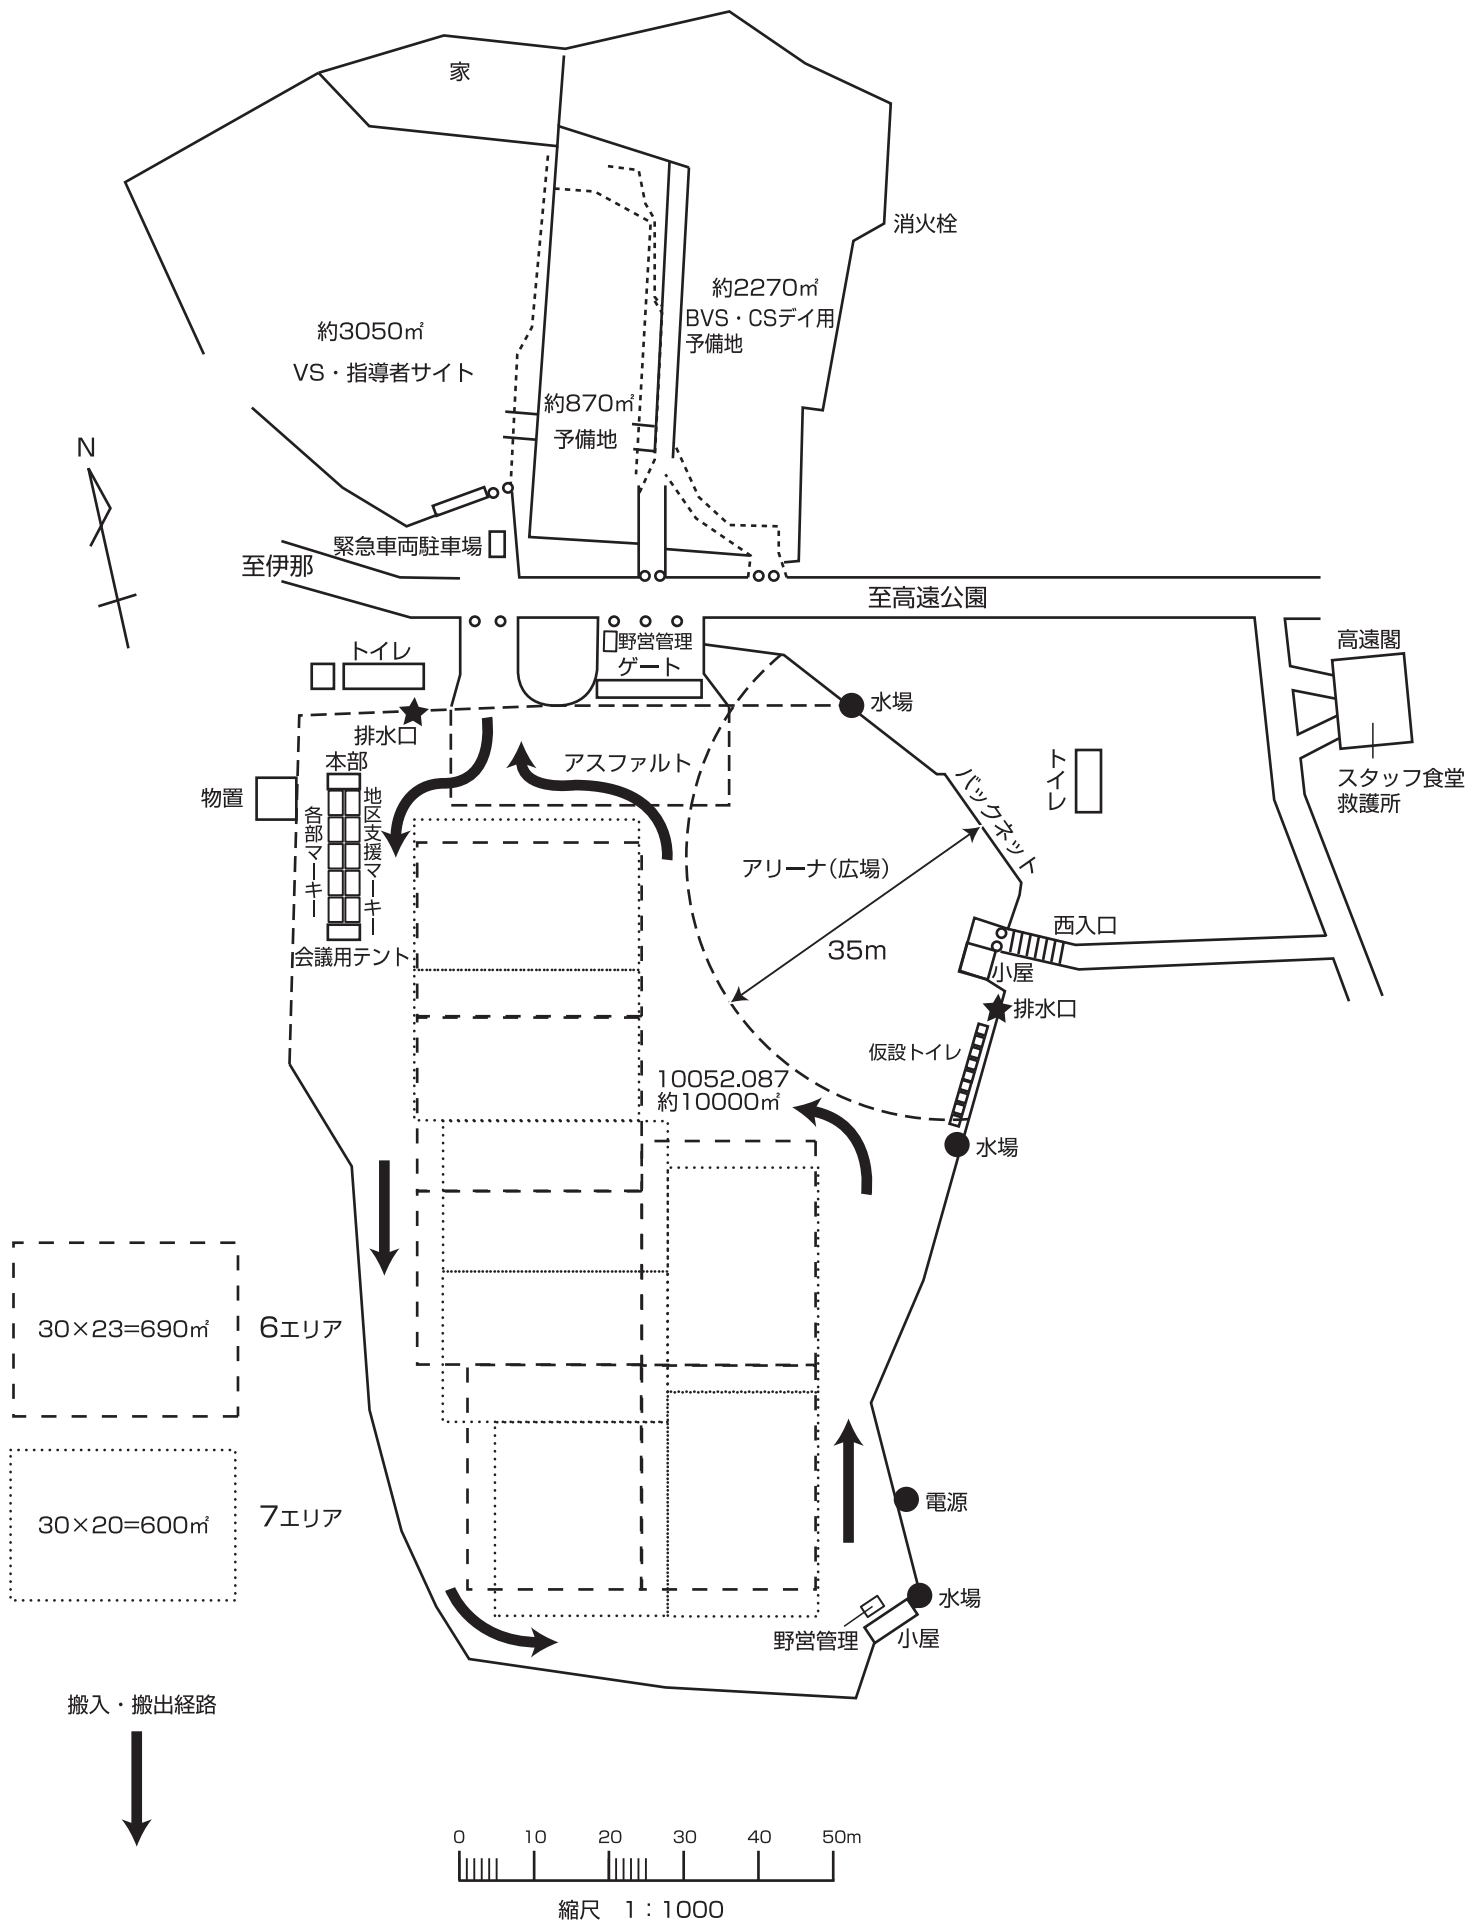 家
消火栓
約2270㎡
BVS・CSデイ用
予備地
約3050㎡
VS・指導者サイト
約870㎡
予備地
N
緊急車両駐車場
至伊那
至高遠公園
高遠閣
野営管理
ゲート
トイレ
水場
排水口
アスファルト
本部
物置
各部マーキー
地区支援マーキー
会議用テント
バックネット
トイレ
スタッフ食堂
救護所
アリーナ(広場)
35m
西入口
小屋
排水口
仮設トイレ
10052.087
約10000㎡
水場
30×23=690㎡
6エリア
30×20=600㎡
7エリア
電源
水場
野営管理
小屋
搬入・搬出経路
0 10 20 30 40 50m
縮尺 1:1000